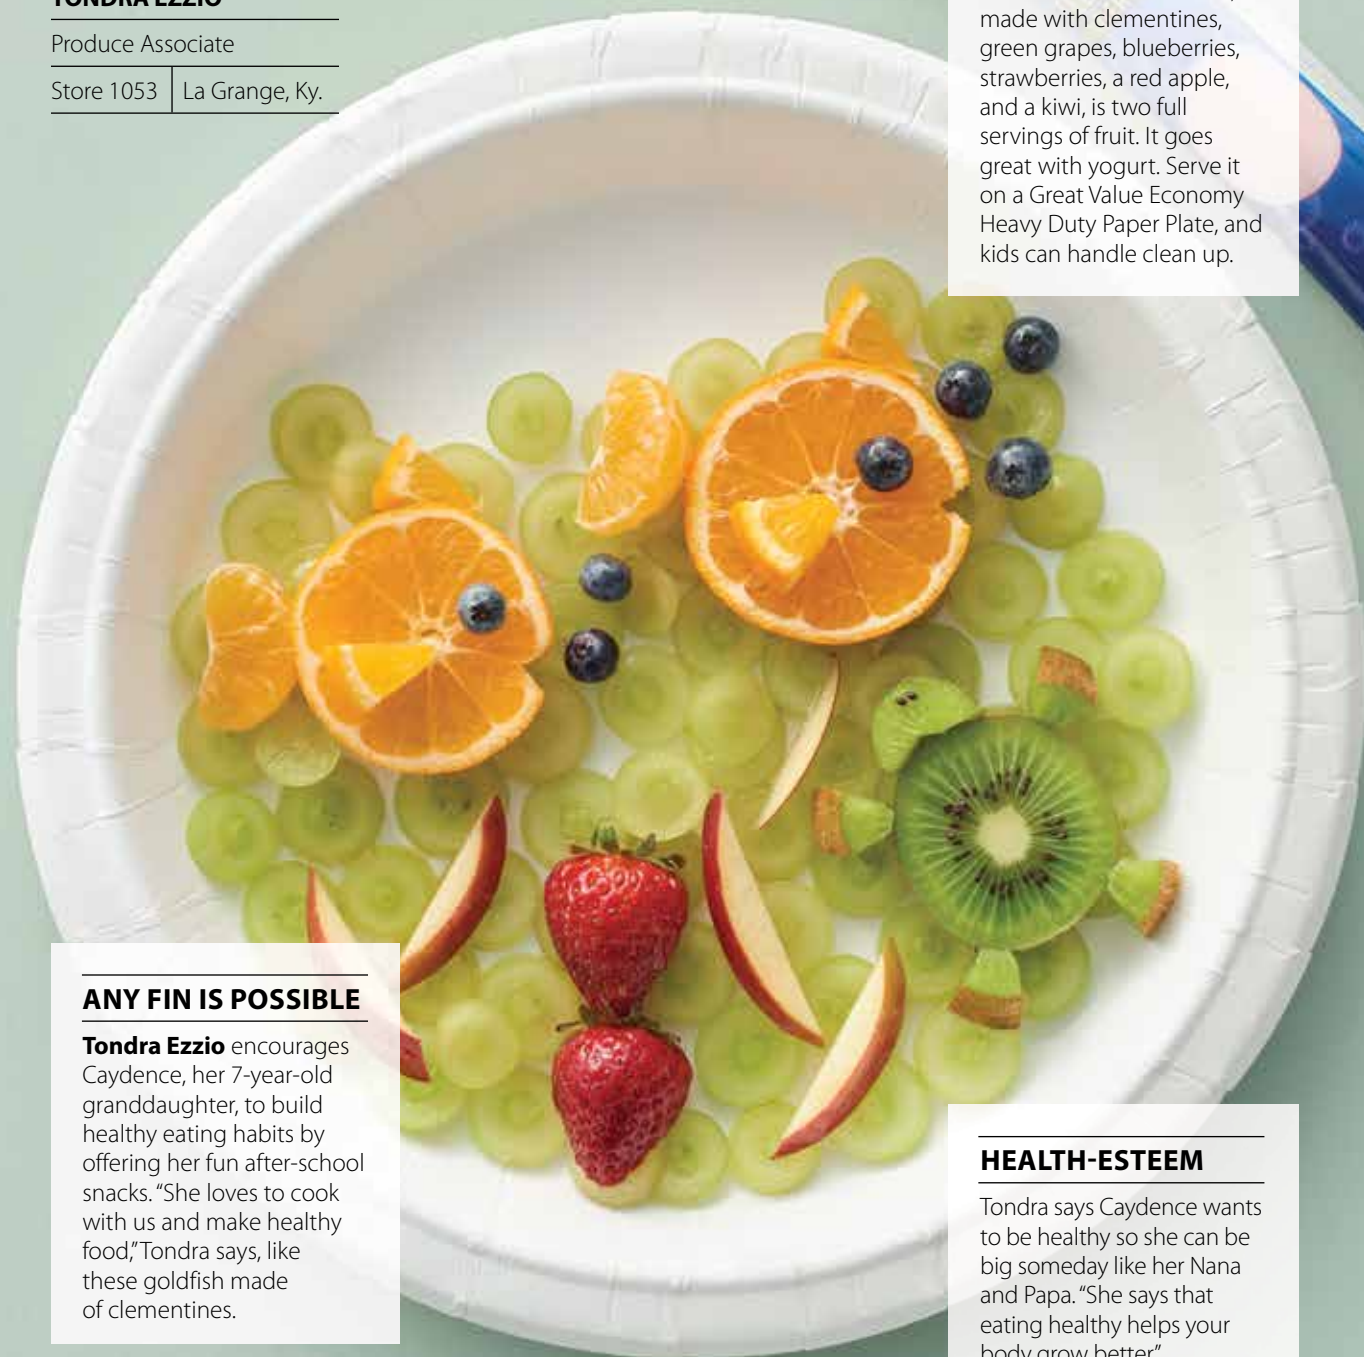 TONDRA EZZIO
Produce Associate
Store 1053 La Grange, Ky.
made with clementines,
green grapes, blueberries,
strawberries, a red apple,
and a kiwi, is two full
servings of fruit. It goes
great with yogurt. Serve it
on a Great Value Economy
Heavy Duty Paper Plate, and
kids can handle clean up.
ANY FIN IS POSSIBLE
Tondra Ezzio encourages
Caydence, her 7-year-old
granddaughter, to build
healthy eating habits by
offering her fun after-school
snacks. “She loves to cook
with us and make healthy
food,” Tondra says, like
these goldfish made
of clementines.
HEALTH-ESTEEM
Tondra says Caydence wants
to be healthy so she can be
big someday like her Nana
and Papa. “She says that
eating healthy helps your
body grow better.”